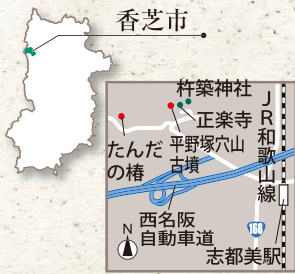 香芝市
杵築神社
正楽寺
平野塚穴山
古墳
たんだ
の椿
JR和歌山線
西名阪
自動車道
168
志都美駅
N